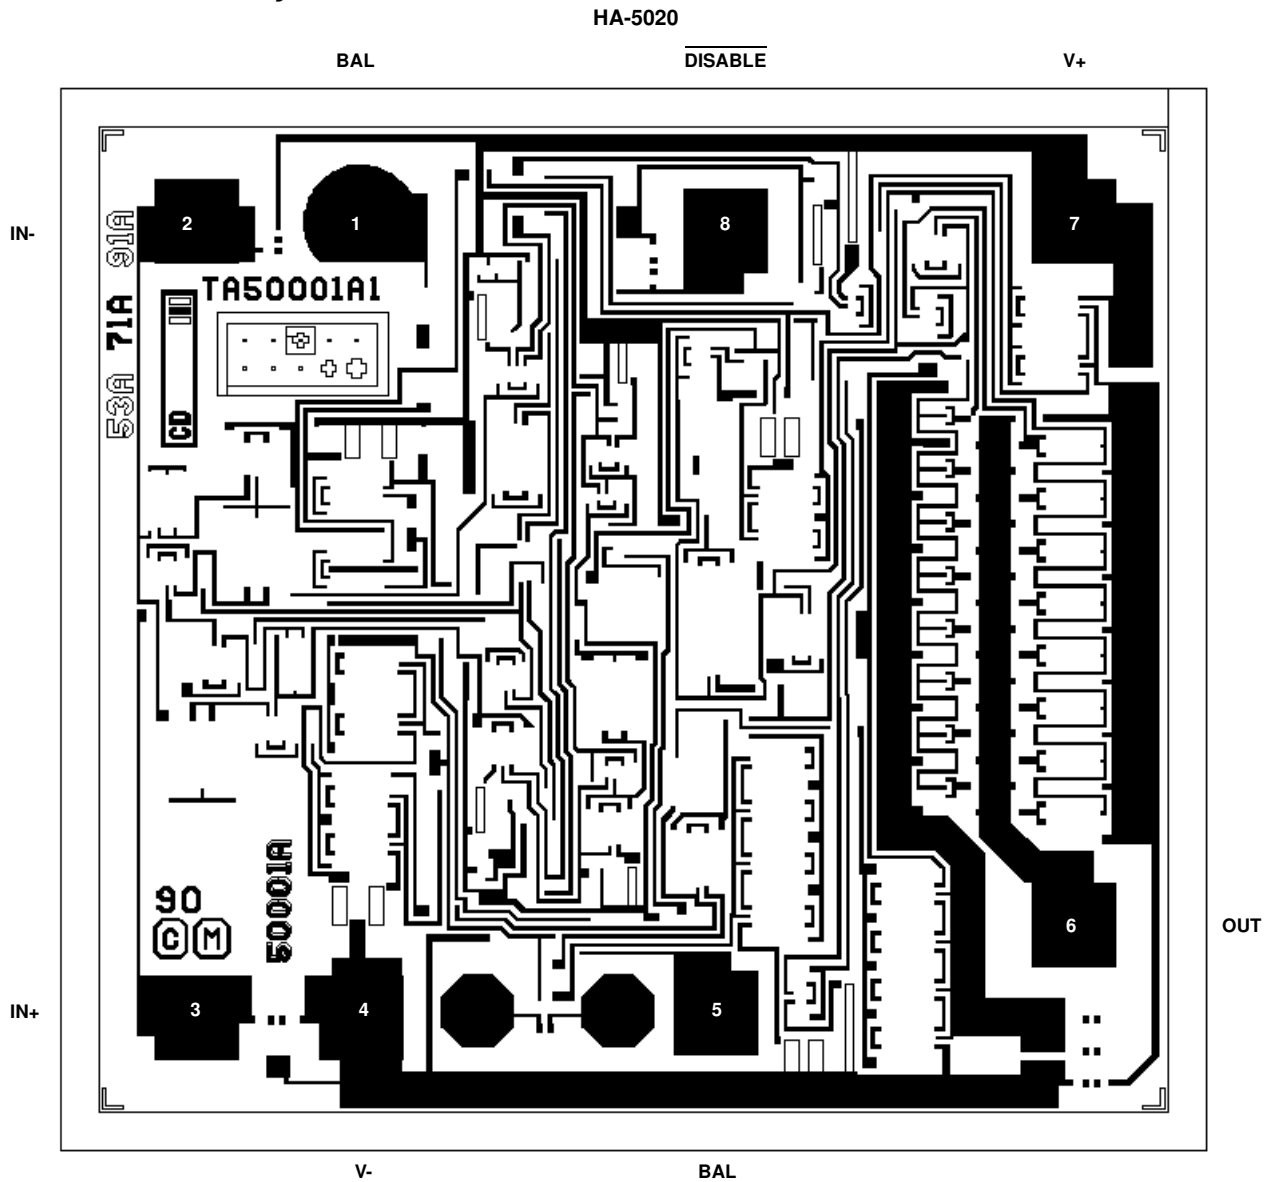 HA-5020
BAL
DISABLE
V+
2
1
8
7
IN-
91A
TA50001A1
71A
53A
CD
90
C M
50001A
6
OUT
3
4
5
IN+
V-
BAL